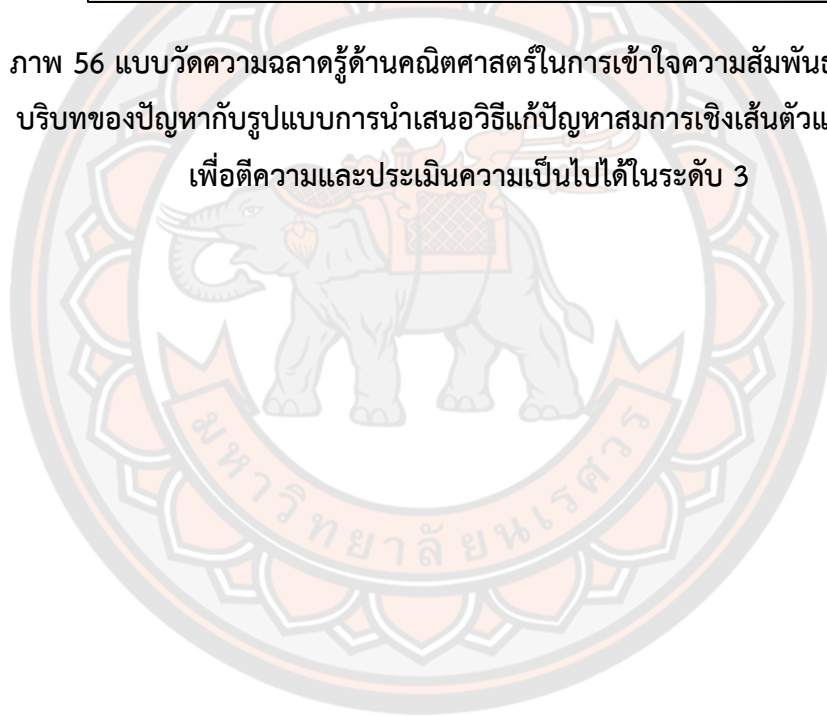 ภาพ 56 แบบวัดความฉลาดรู้ด้านคณิตศาสตร์ในการเข้าใจความสัมพันธ
บริบทของปัญหากับรูปแบบการนำเสนอวิธีแก้ปัญหาสมการเชิงเส้นตัวแ
เพื่อตีความและประเมินความเป็นไปได้ในระดับ 3
มหาวิทยาลัยนเรศวร